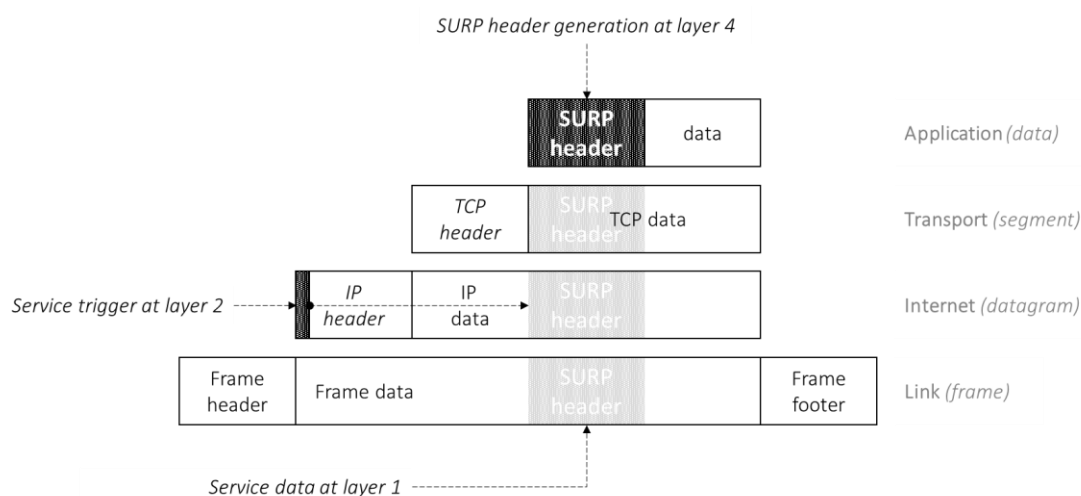 SURP header generation at layer 4
SURP
header
data
Application (data)
TCP
header
SURP
header
TCP data
Transport (segment)
Service trigger at layer 2
IP
header
IP
data
SURP
header
Internet (datagram)
Frame
header
Frame data
SURP
header
Frame
footer
Link (frame)
Service data at layer 1